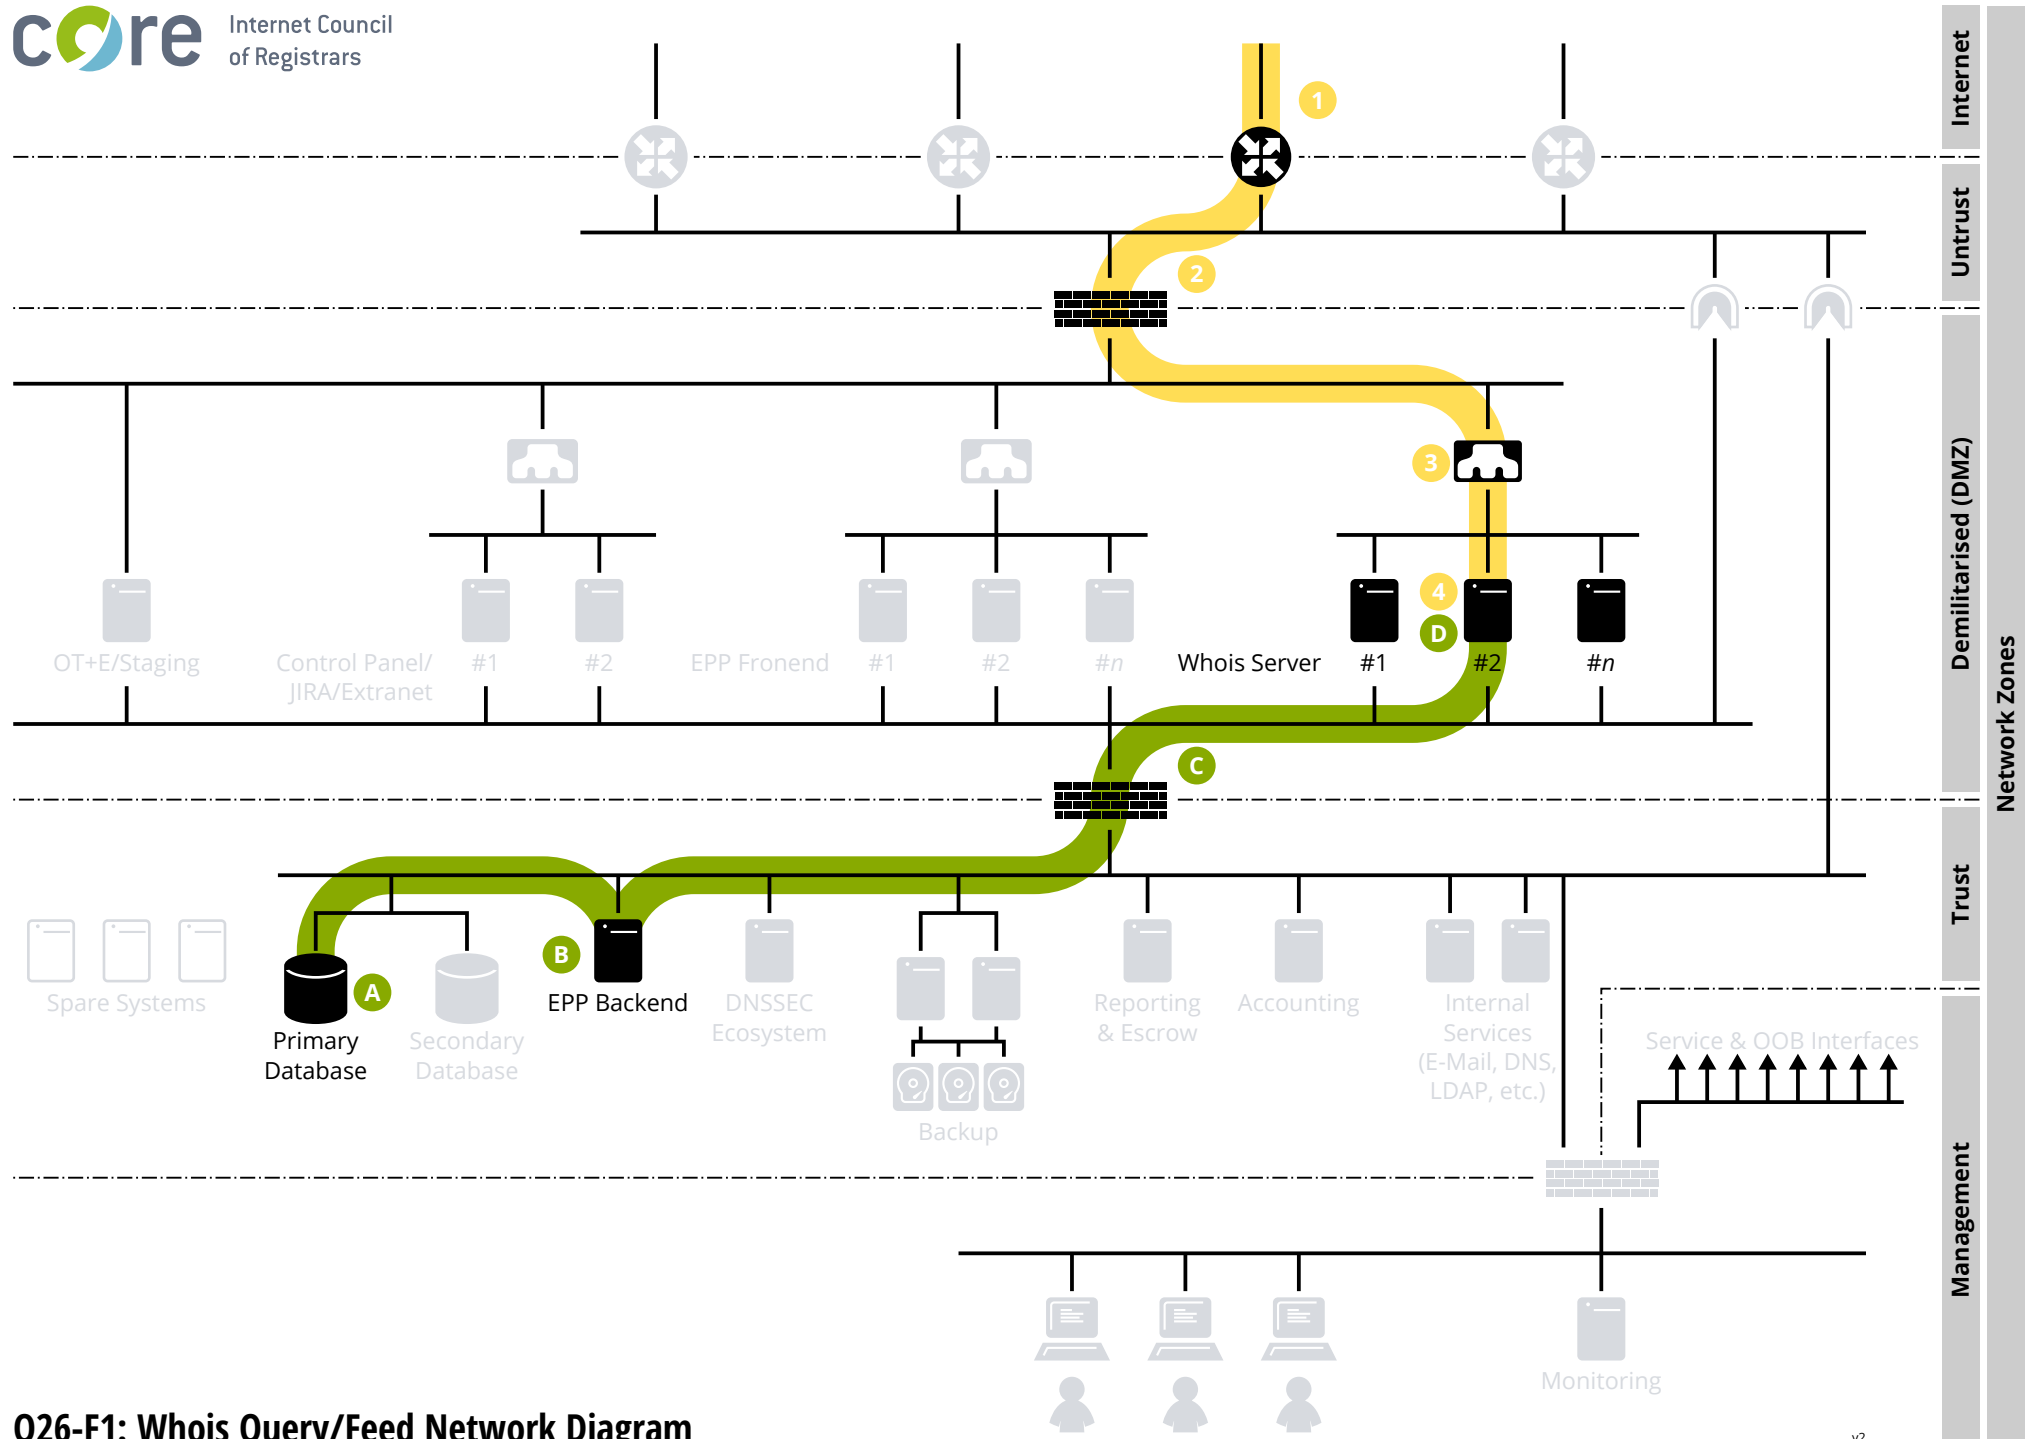 core
Internet Council
of Registrars
1
Internet
Untrust
2
3
Demilitarised (DMZ)
Network Zones
4
D
OT+E/Staging
Control Panel/
JIRA/Extranet
#1
#2
EPP Fronend
#1
#2
#n
Whois Server
#1
#2
#n
C
Trust
B
A
Spare Systems
Primary
Database
Secondary
Database
EPP Backend
DNSSEC
Ecosystem
Backup
Reporting
& Escrow
Accounting
Internal
Services
(E-Mail, DNS,
LDAP, etc.)
Service & OOB Interfaces
Management
Monitoring
Q26-F1: Whois Query/Feed Network Diagram
v2